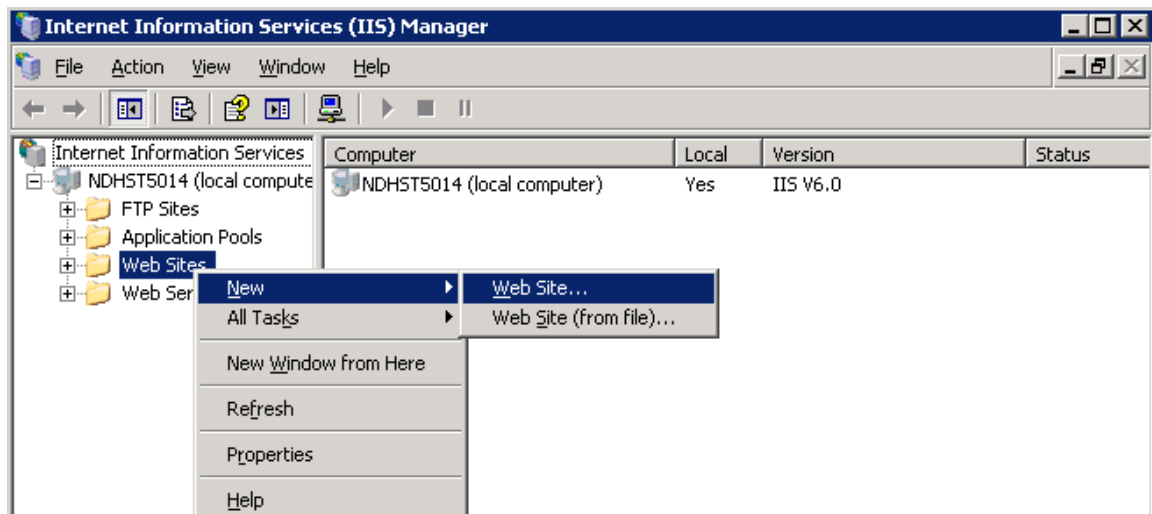 Internet Information Services (IIS) Manager
File Action View Window Help
Internet Information Services
Computer Local Version Status
NDHST5014 (local compute
NDHST5014 (local computer) Yes IIS V6.0
FTP Sites
Application Pools
Web Sites
Web Ser
New
Web Site...
All Tasks
Web Site (from file)...
New Window from Here
Refresh
Properties
Help